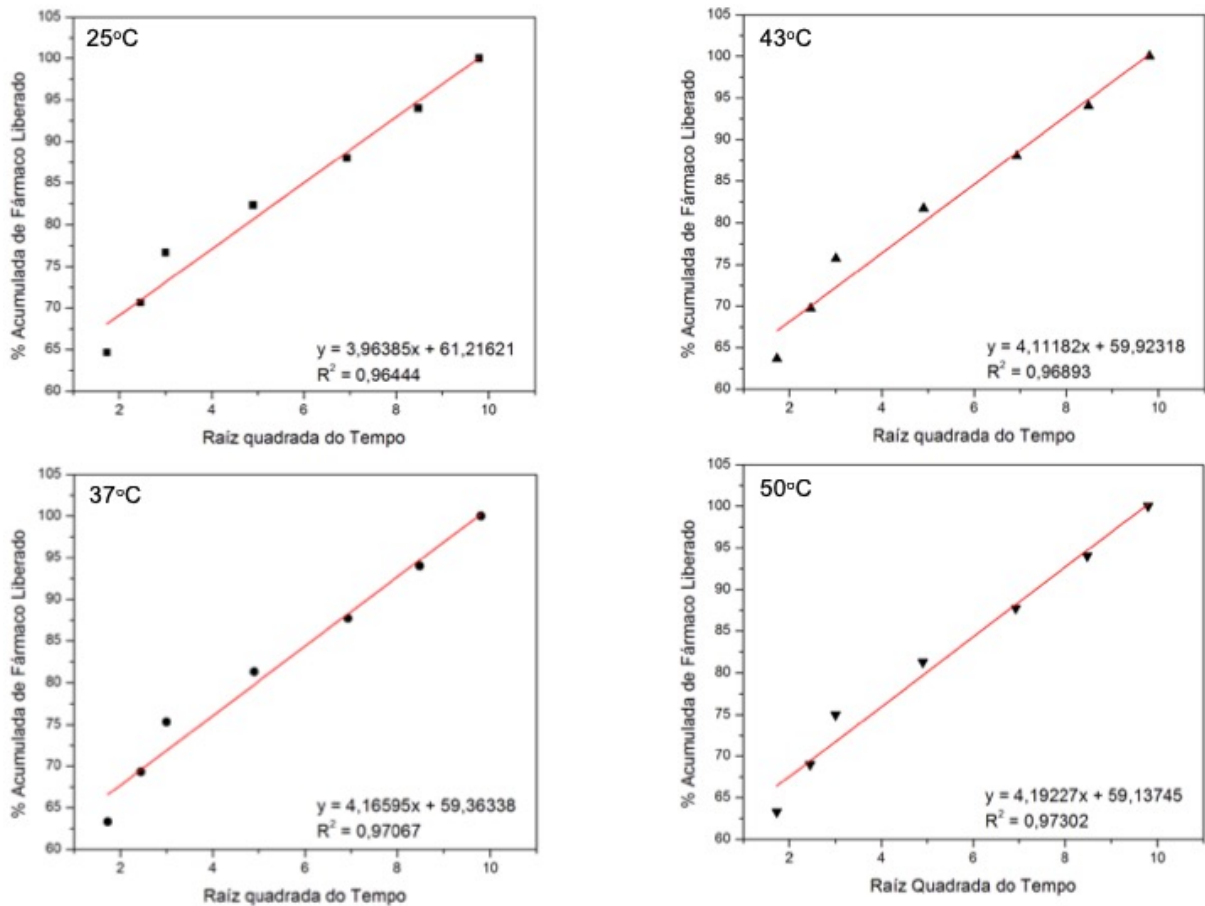 25°C
% Acumulada de Fármaco Liberado
105
100
95
90
85
80
75
70
65
60
y = 3,96385x + 61,21621
R² = 0,96444
2 4 6 8 10
Raíz quadrada do Tempo
43°C
% Acumulada de Fármaco Liberado
105
100
95
90
85
80
75
70
65
60
y = 4,11182x + 59,92318
R² = 0,96893
2 4 6 8 10
Raíz quadrada do Tempo
37°C
% Acumulada de Fármaco Liberado
105
100
95
90
85
80
75
70
65
60
y = 4,16595x + 59,36338
R² = 0,97067
2 4 6 8 10
Raíz quadrada do Tempo
50°C
% Acumulada de Fármaco Liberado
105
100
95
90
85
80
75
70
65
60
y = 4,19227x + 59,13745
R² = 0,97302
2 4 6 8 10
Raíz Quadrada do Tempo